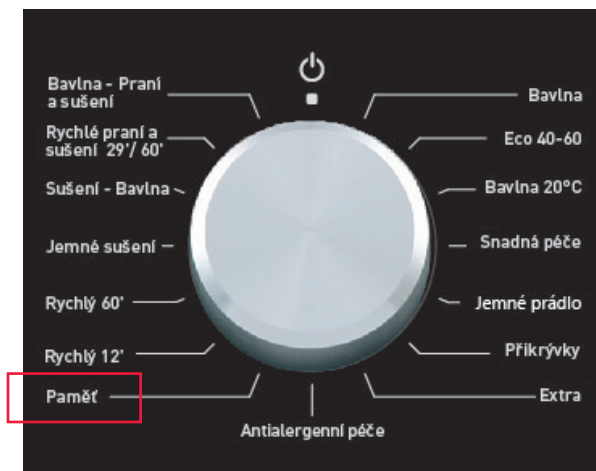 Bavlna - Praní
a sušení
Rychlé praní a
sušení 29'/ 60'
Sušení - Bavlna
Jemné sušení
Rychlý 60'
Rychlý 12'
Paměť
Antialergenní péče
Bavlna
Eco 40-60
Bavlna 20°C
Snadná péče
Jemné prádlo
Přikrývky
Extra